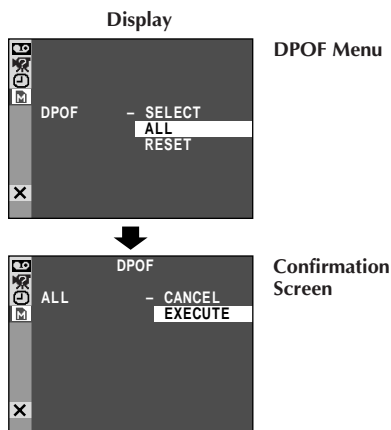 Display
DPOF Menu
DPOF – SELECT
ALL
RESET
DPOF
Confirmation
Screen
ALL – CANCEL
EXECUTE